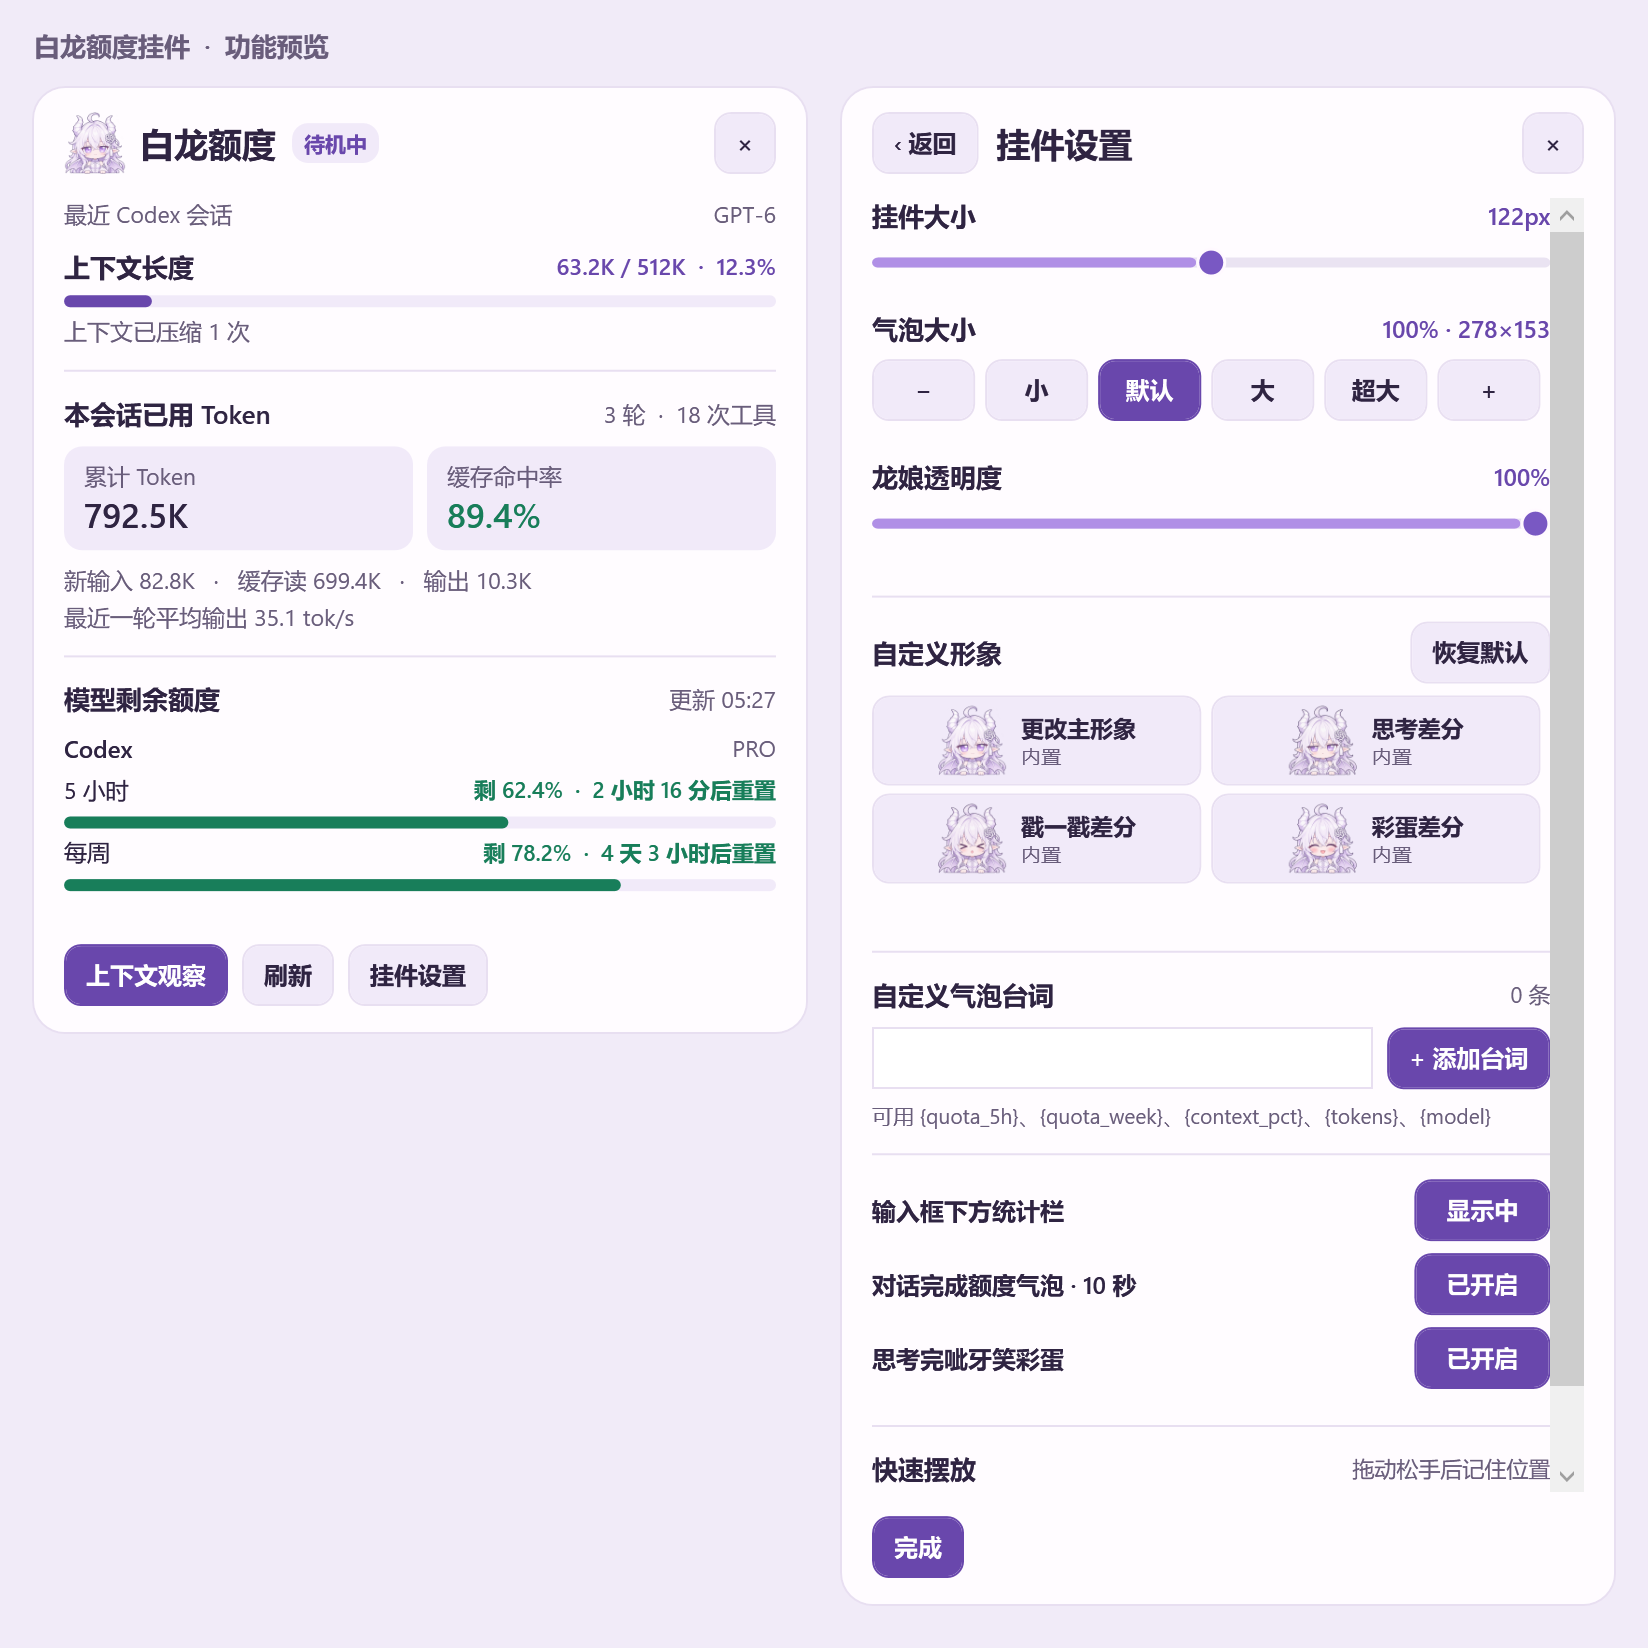 白龙额度挂件 · 功能预览
白龙额度 待机中 ×
最近 Codex 会话 GPT-6
上下文长度 63.2K / 512K · 12.3%
上下文已压缩 1 次
本会话已用 Token 3 轮 · 18 次工具
累计 Token 缓存命中率
792.5K 89.4%
新输入 82.8K · 缓存读 699.4K · 输出 10.3K
最近一轮平均输出 35.1 tok/s
模型剩余额度 更新 05:27
Codex PRO
5 小时 剩 62.4% · 2 小时 16 分后重置
每周 剩 78.2% · 4 天 3 小时后重置
上下文观察 刷新 挂件设置
‹ 返回 挂件设置 ×
挂件大小 122px
气泡大小 100% · 278×153
− 小 默认 大 超大 +
龙娘透明度 100%
自定义形象 恢复默认
更改主形象 思考差分
内置 内置
戳一戳差分 彩蛋差分
内置 内置
自定义气泡台词 0 条
+ 添加台词
可用 {quota_5h}、{quota_week}、{context_pct}、{tokens}、{model}
输入框下方统计栏 显示中
对话完成额度气泡 · 10 秒 已开启
思考完呲牙笑彩蛋 已开启
快速摆放 拖动松手后记住位置
完成